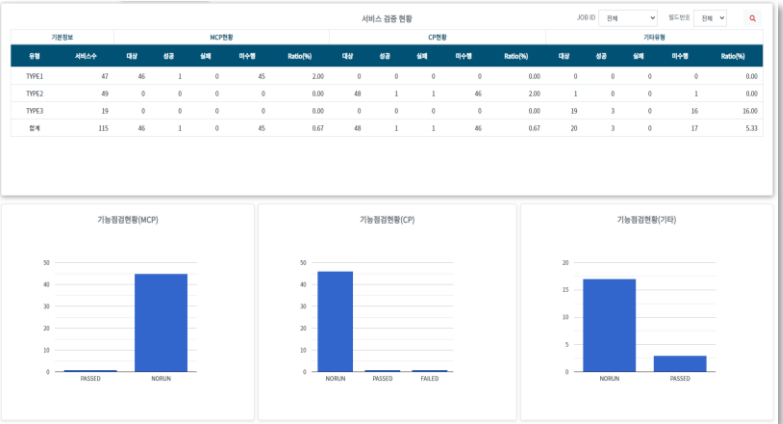 서비스 검증 현황
JOB ID 전체 빌드번호 전체
기본정보 MCP현황 CP현황 기타유형
유형 서비스수 대상 성공 실패 미수행 Ratio(%) 대상 성공 실패 미수행 Ratio(%) 대상 성공 실패 미수행 Ratio(%)
TYPE1 47 46 1 0 45 2.00 0 0 0 0 0.00 0 0 0 0 0.00
TYPE2 49 0 0 0 0 0.00 48 1 1 46 2.00 1 0 0 1 0.00
TYPE3 19 0 0 0 0 0.00 0 0 0 0 0.00 19 3 0 16 16.00
합계 115 46 1 0 45 0.67 48 1 1 46 0.67 20 3 0 17 5.33
기능점검현황(MCP)
50
40
30
20
10
0
PASSED NORUN
기능점검현황(CP)
50
40
30
20
10
0
NORUN PASSED FAILED
기능점검현황(기타)
20
15
10
5
0
NORUN PASSED